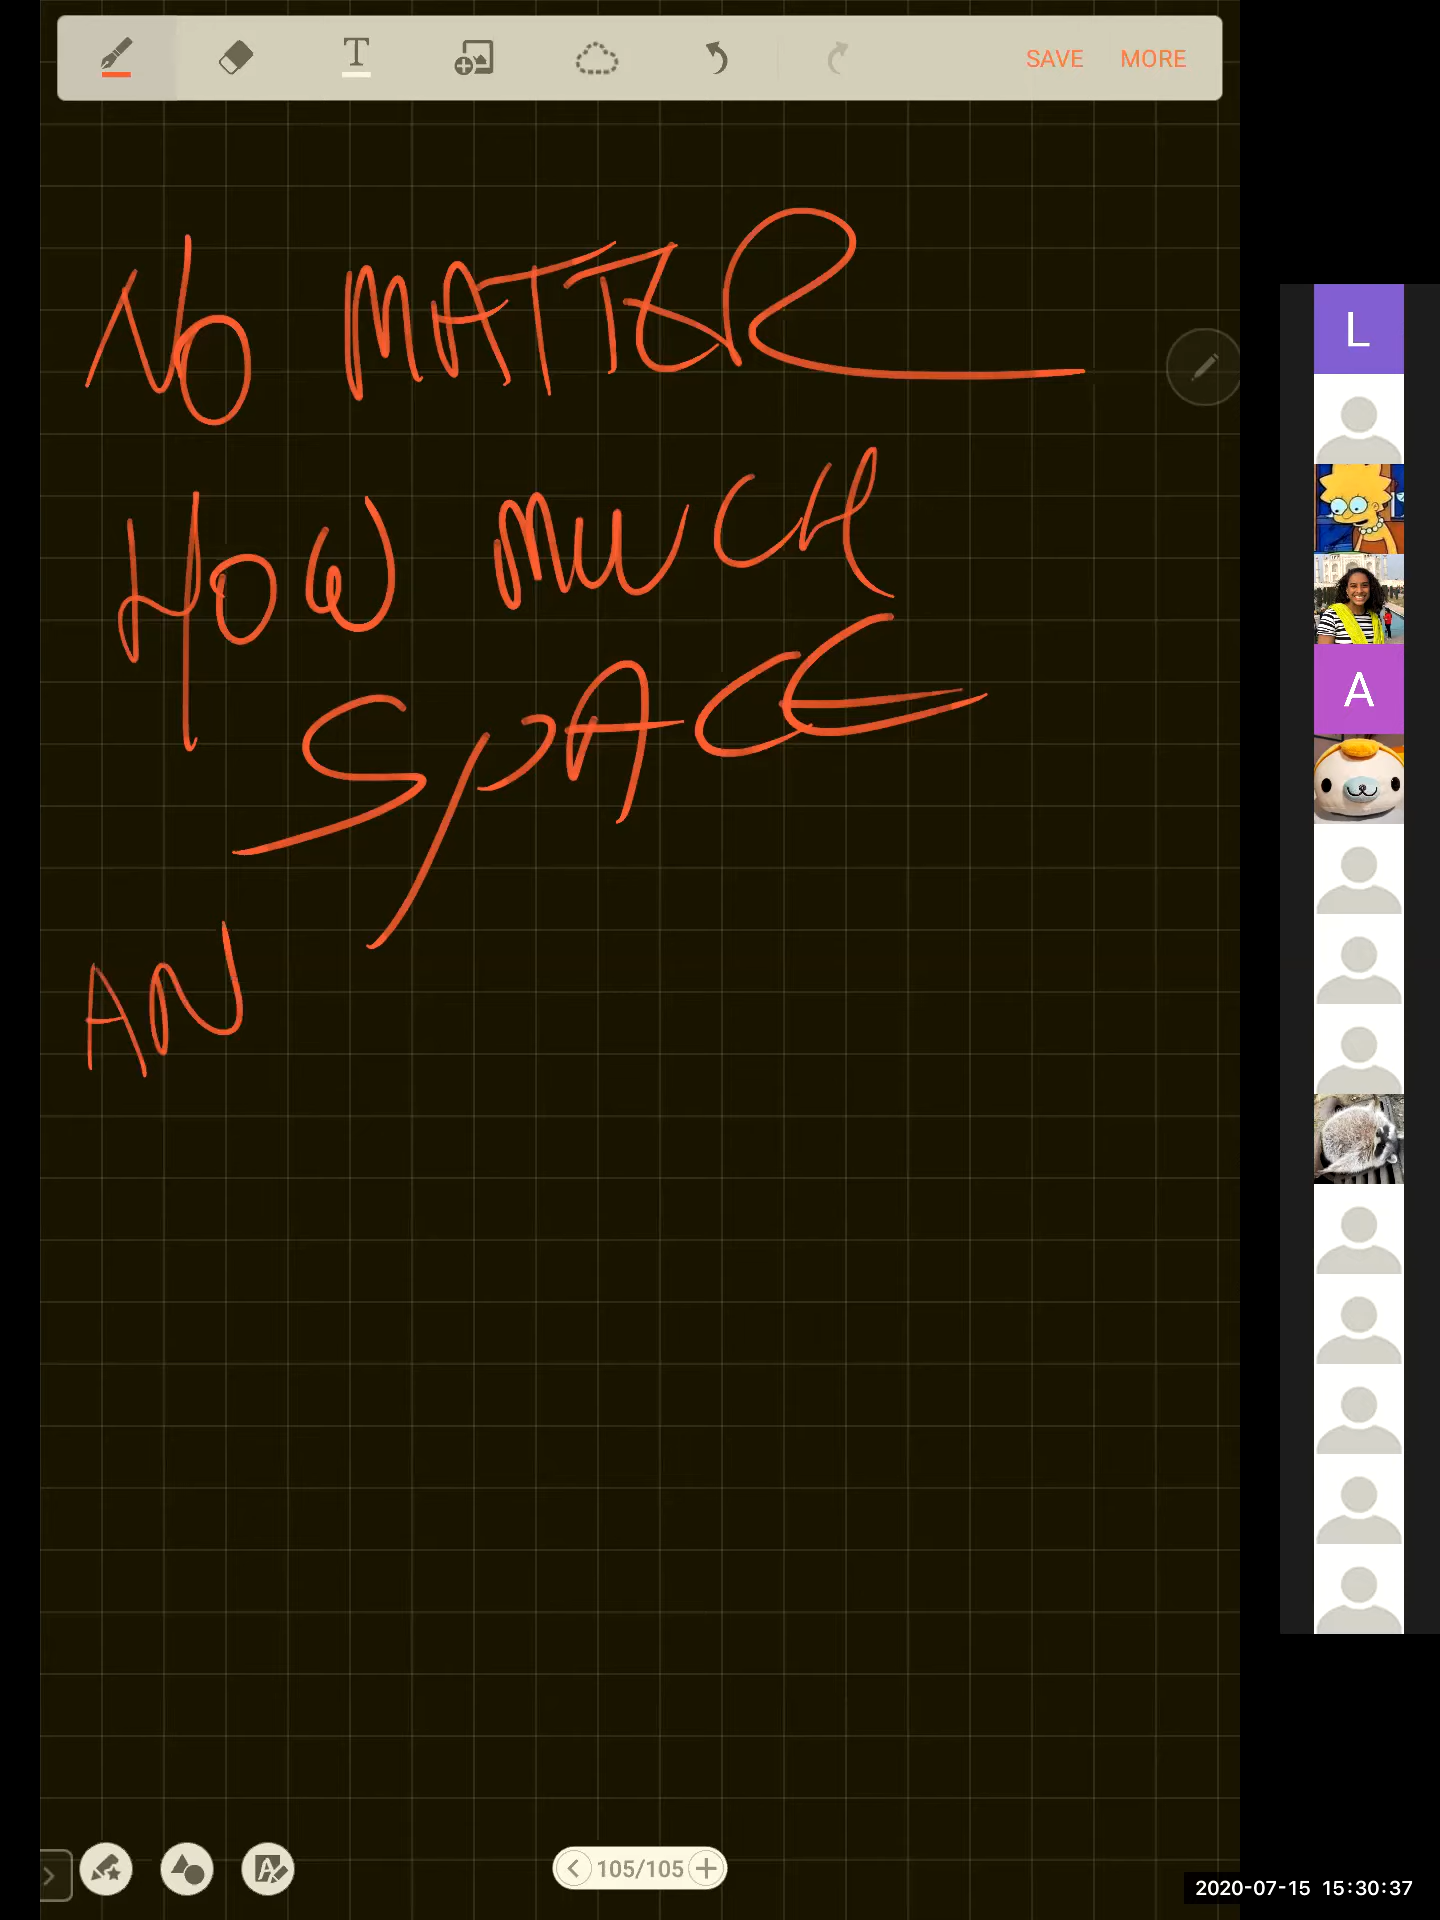 T
SAVE MORE
NO MATTER
HOW MUCH
SPACE
AN
L
A
105/105
2020-07-15 15:30:37